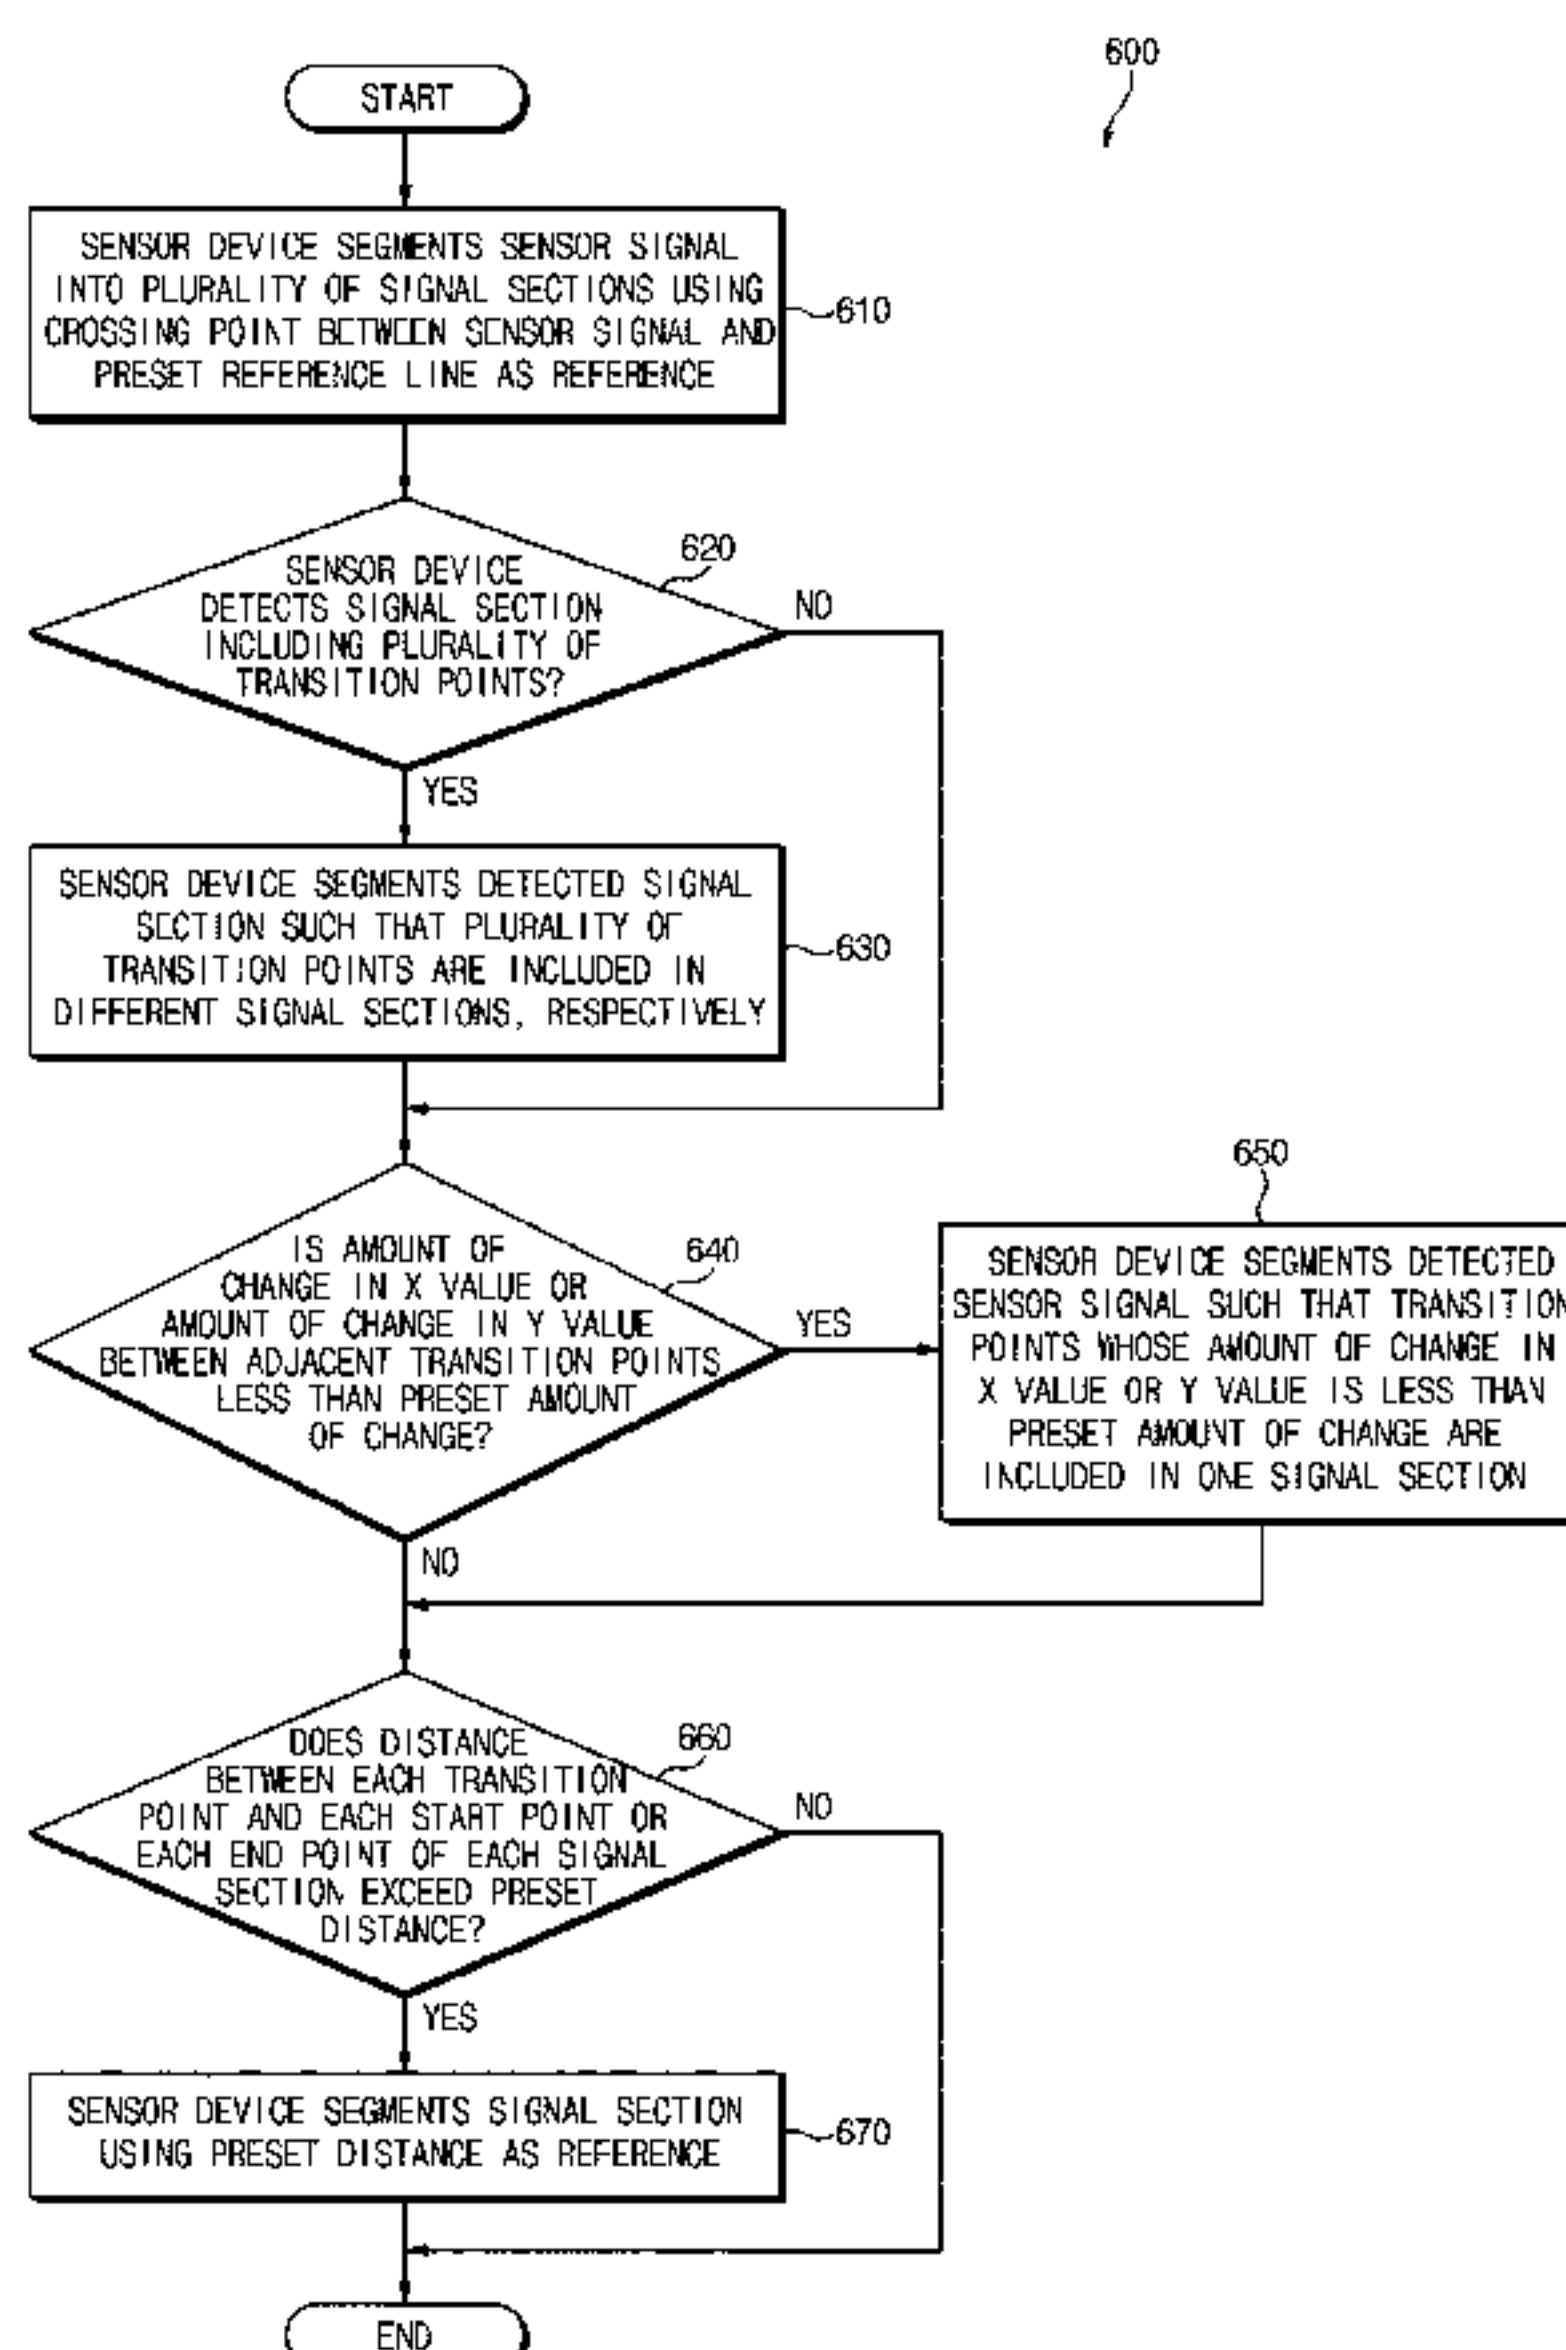 600
START
SENSOR DEVICE SEGMENTS SENSOR SIGNAL
INTO PLURALITY OF SIGNAL SECTIONS USING
CROSSING POINT BETWEEN SENSOR SIGNAL AND
PRESET REFERENCE LINE AS REFERENCE
610
620
SENSOR DEVICE
DETECTS SIGNAL SECTION
INCLUDING PLURALITY OF
TRANSITION POINTS?
NO
YES
SENSOR DEVICE SEGMENTS DETECTED SIGNAL
SECTION SUCH THAT PLURALITY OF
TRANSITION POINTS ARE INCLUDED IN
DIFFERENT SIGNAL SECTIONS, RESPECTIVELY
630
640
IS AMOUNT OF
CHANGE IN X VALUE OR
AMOUNT OF CHANGE IN Y VALUE
BETWEEN ADJACENT TRANSITION POINTS
LESS THAN PRESET AMOUNT
OF CHANGE?
YES
NO
650
SENSOR DEVICE SEGMENTS DETECTED
SENSOR SIGNAL SUCH THAT TRANSITION
POINTS WHOSE AMOUNT OF CHANGE IN
X VALUE OR Y VALUE IS LESS THAN
PRESET AMOUNT OF CHANGE ARE
INCLUDED IN ONE SIGNAL SECTION
660
DOES DISTANCE
BETWEEN EACH TRANSITION
POINT AND EACH START POINT OR
EACH END POINT OF EACH SIGNAL
SECTION EXCEED PRESET
DISTANCE?
NO
YES
SENSOR DEVICE SEGMENTS SIGNAL SECTION
USING PRESET DISTANCE AS REFERENCE
670
END